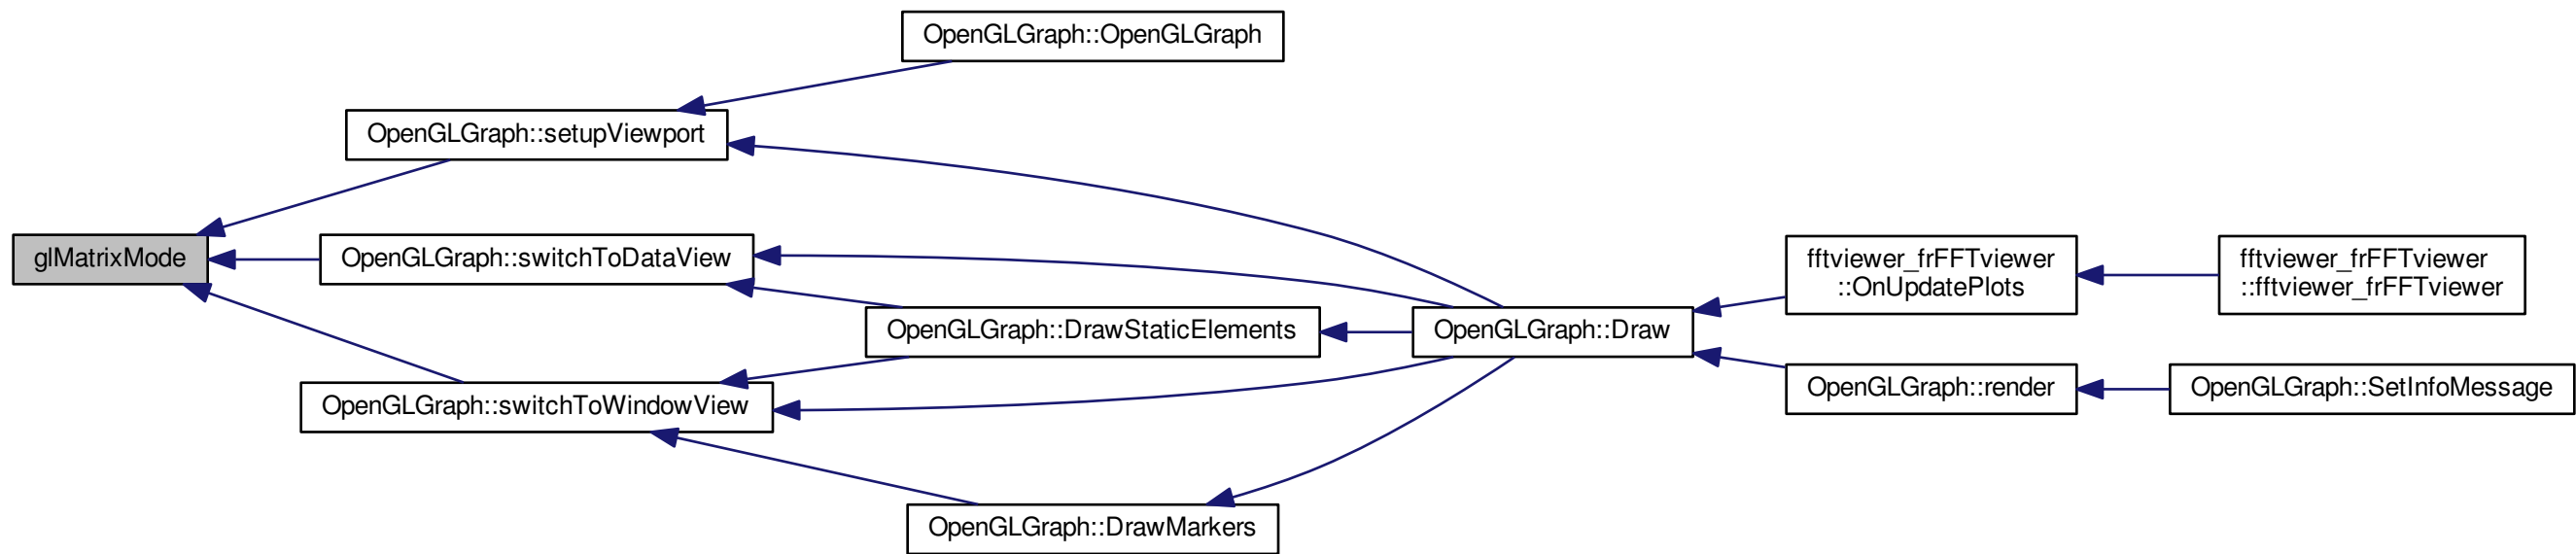 OpenGLGraph::OpenGLGraph
OpenGLGraph::setupViewport
glMatrixMode
OpenGLGraph::switchToDataView
fftviewer_frFFTviewer
::OnUpdatePlots
fftviewer_frFFTviewer
::fftviewer_frFFTviewer
OpenGLGraph::DrawStaticElements
OpenGLGraph::Draw
OpenGLGraph::switchToWindowView
OpenGLGraph::render
OpenGLGraph::SetInfoMessage
OpenGLGraph::DrawMarkers